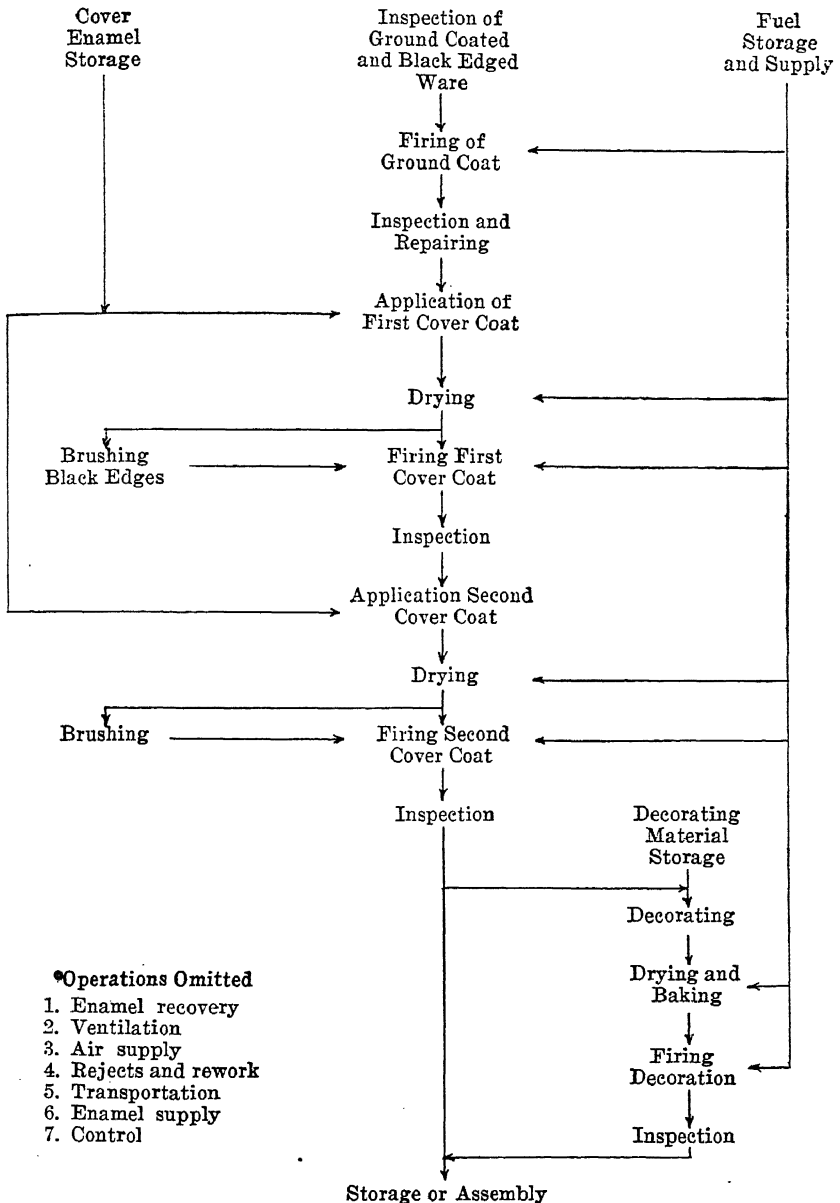 Cover
Enamel
Storage
Inspection of
Ground Coated
and Black Edged
Ware
Fuel
Storage
and Supply
Firing of
Ground Coat
Inspection and
Repairing
Application of
First Cover Coat
Drying
Brushing
Black Edges
Firing First
Cover Coat
Inspection
Application Second
Cover Coat
Drying
Brushing
Firing Second
Cover Coat
Inspection
Decorating
Material
Storage
Decorating
Drying and
Baking
Firing
Decoration
Inspection
Operations Omitted
1. Enamel recovery
2. Ventilation
3. Air supply
4. Rejects and rework
5. Transportation
6. Enamel supply
7. Control
Storage or Assembly